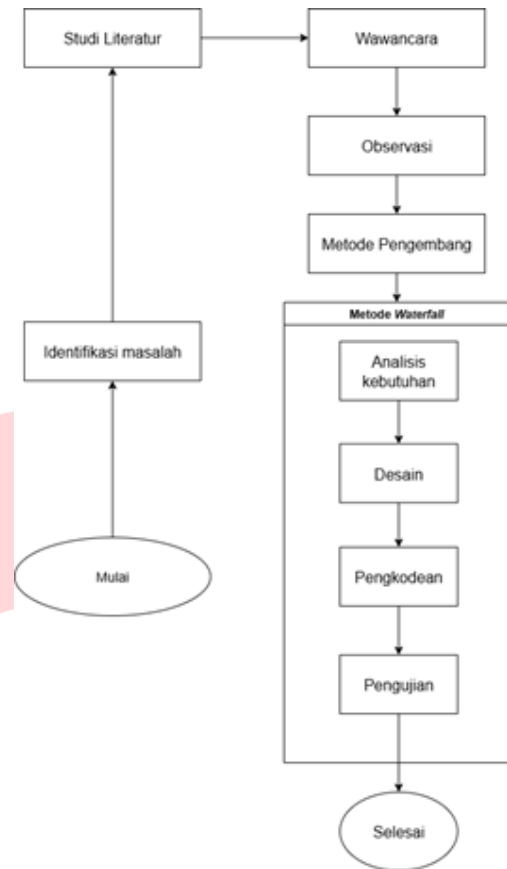 Studi Literatur
Wawancara
Observasi
Metode Pengembang
Metode Waterfall
Identifikasi masalah
Analisis
kebutuhan
Desain
Mulai
Pengkodean
Pengujian
Selesai